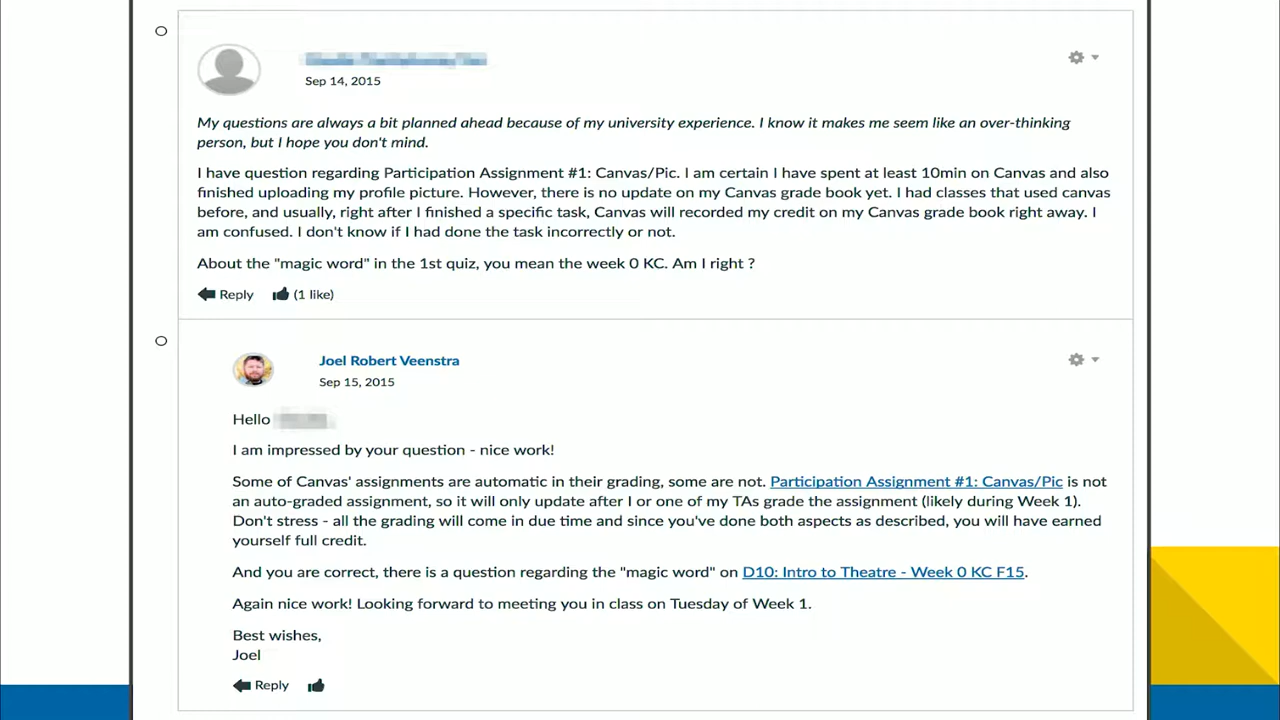 Sep 14, 2015
My questions are always a bit planned ahead because of my university experience. I know it makes me seem like an over-thinking
person, but I hope you don't mind.
I have question regarding Participation Assignment #1: Canvas/Pic. I am certain I have spent at least 10min on Canvas and also
finished uploading my profile picture. However, there is no update on my Canvas grade book yet. I had classes that used canvas
before, and usually, right after I finished a specific task, Canvas will recorded my credit on my Canvas grade book right away. I
am confused. I don't know if I had done the task incorrectly or not.
About the "magic word" in the 1st quiz, you mean the week 0 KC. Am I right ?
Reply (1 like)
Joel Robert Veenstra
Sep 15, 2015
Hello
I am impressed by your question - nice work!
Some of Canvas' assignments are automatic in their grading, some are not. Participation Assignment #1: Canvas/Pic is not
an auto-graded assignment, so it will only update after I or one of my TAs grade the assignment (likely during Week 1).
Don't stress - all the grading will come in due time and since you've done both aspects as described, you will have earned
yourself full credit.
And you are correct, there is a question regarding the "magic word" on D10: Intro to Theatre - Week 0 KC F15.
Again nice work! Looking forward to meeting you in class on Tuesday of Week 1.
Best wishes,
Joel
Reply